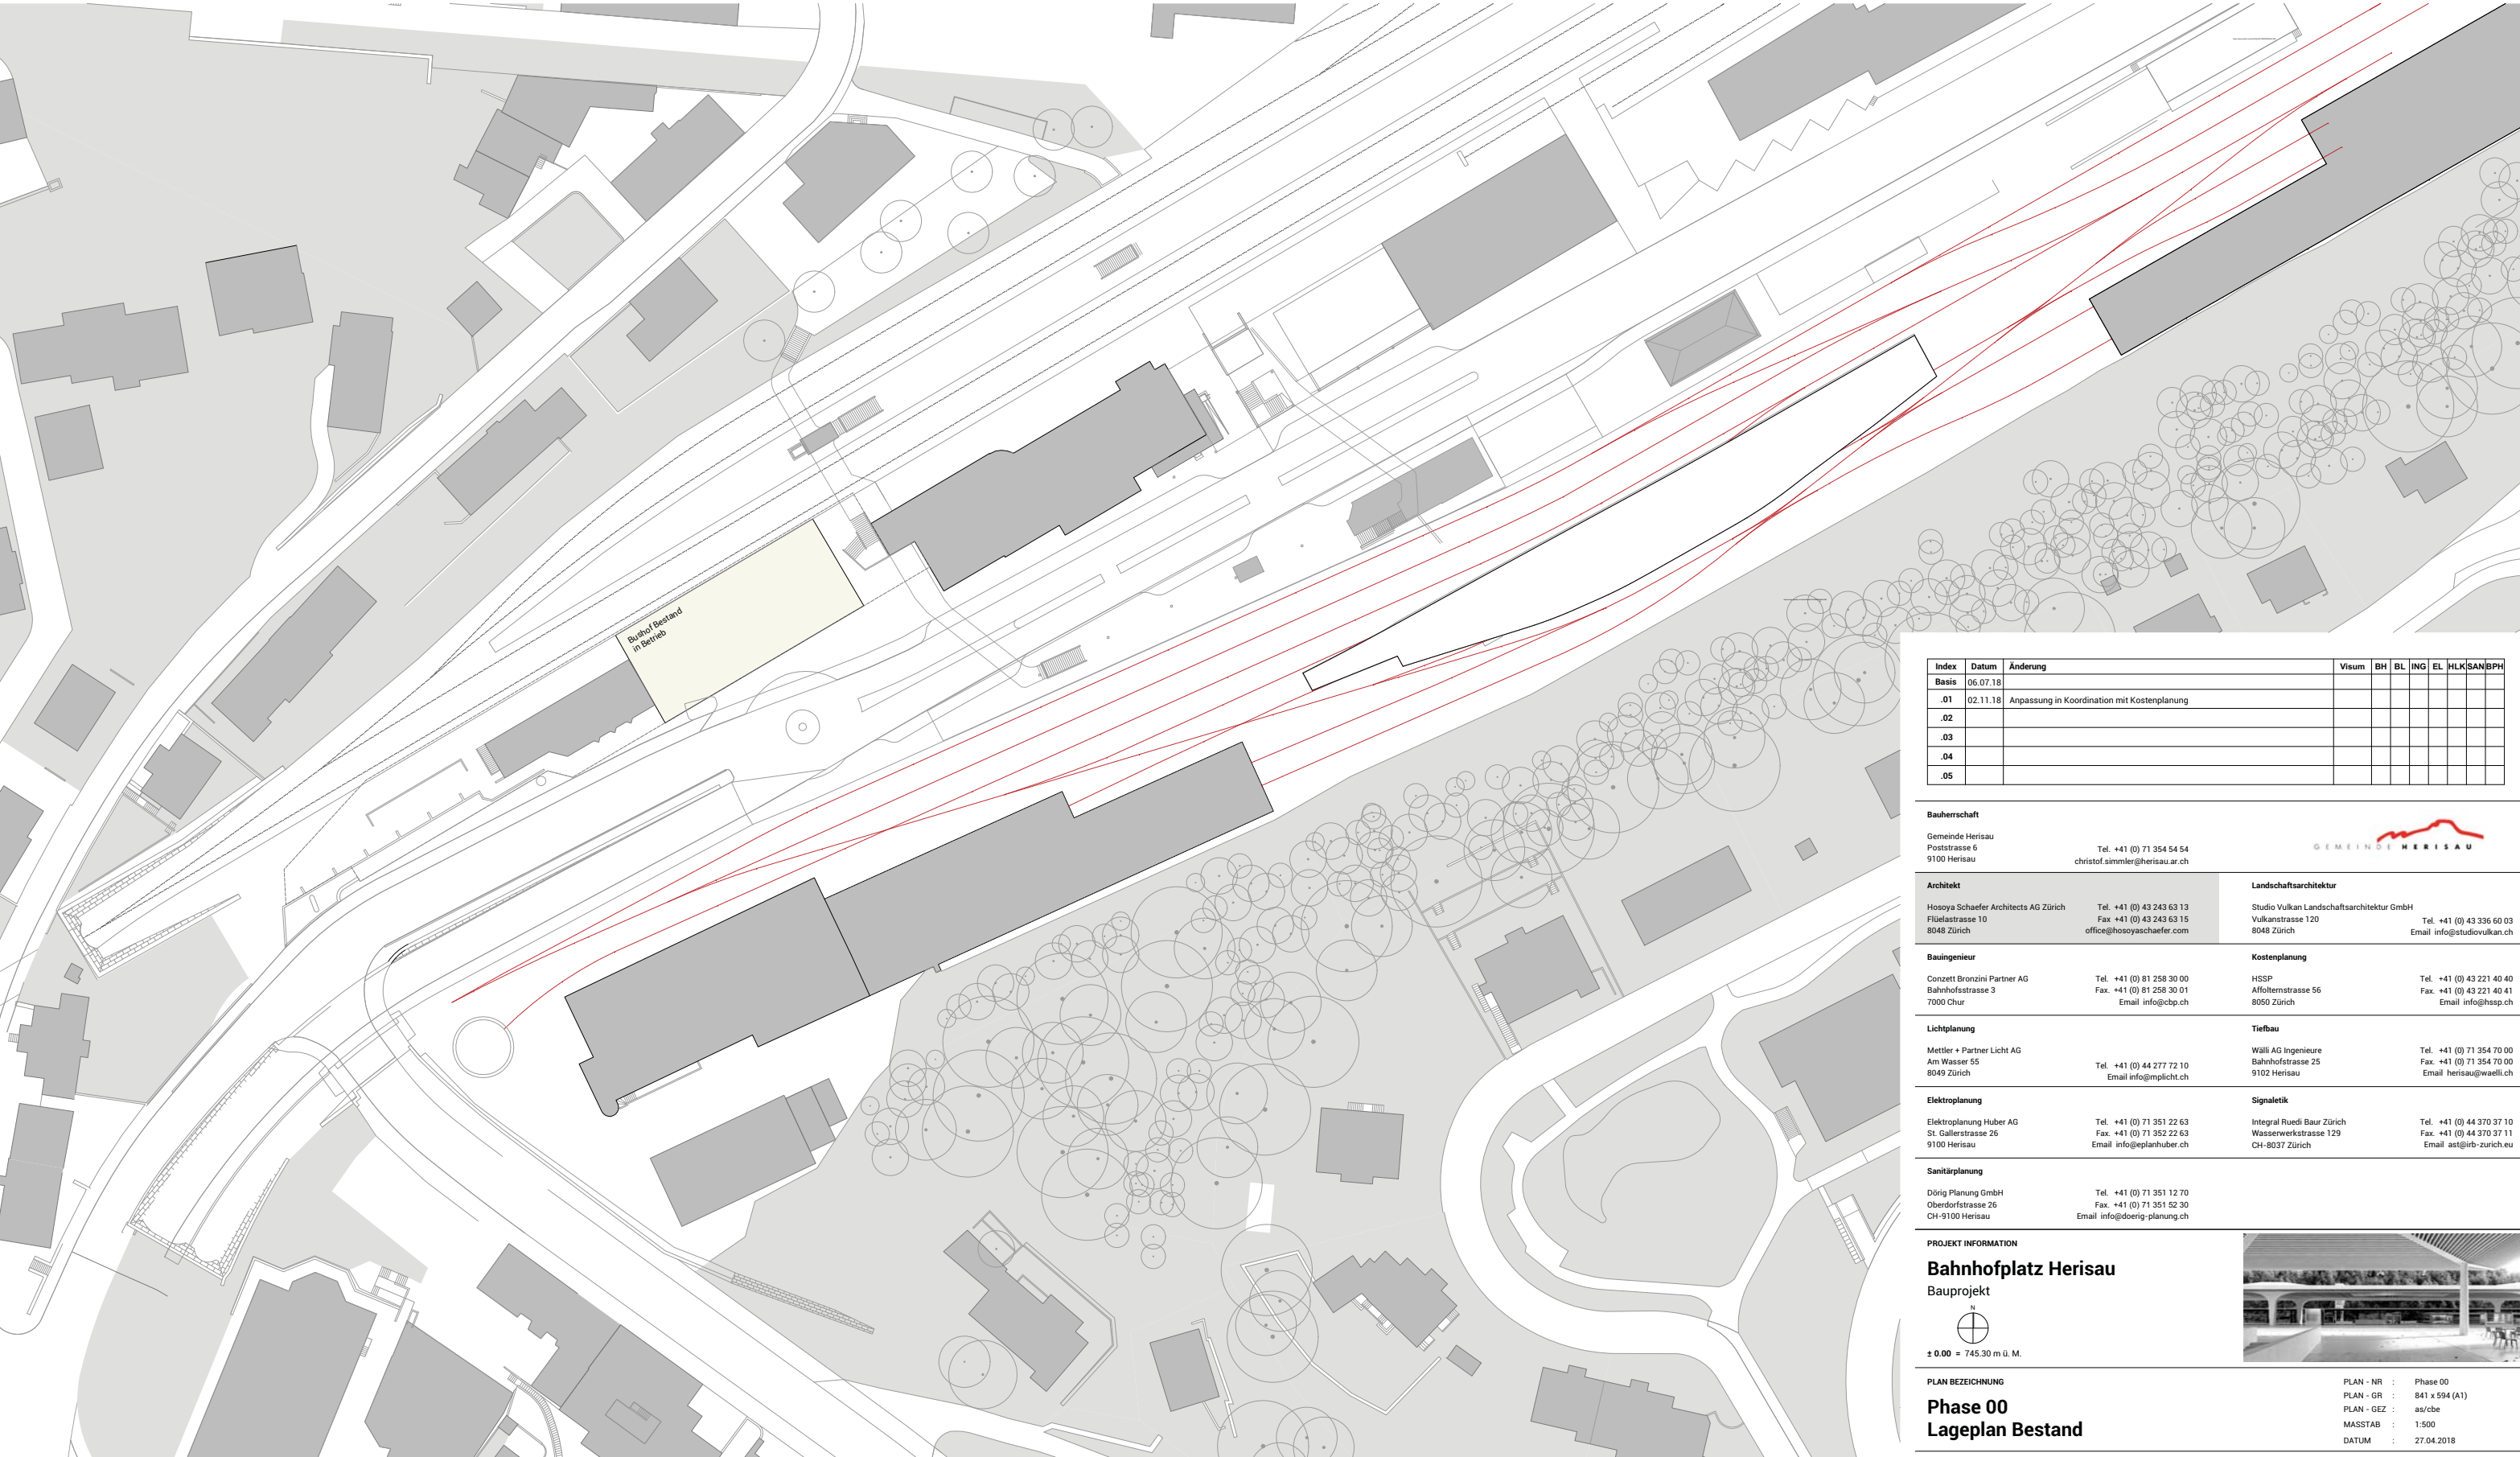 Bushof Bestand
in Betrieb
Index Datum Änderung Visum BH BL ING EL HLK SAN BPH
Basis 06.07.18
.01 02.11.18 Anpassung in Koordination mit Kostenplanung
.02
.03
.04
.05
Bauherrschaft
Gemeinde Herisau
Poststrasse 6 Tel. +41 (0) 71 354 54 54
9100 Herisau christof.simmler@herisau.ar.ch
GEMEINDE HERISAU
Architekt
Hosoya Schaefer Architects AG Zürich Tel. +41 (0) 43 243 63 13
Flüelastrasse 10 Fax +41 (0) 43 243 63 15
8048 Zürich office@hosoyaschaefer.com
Landschaftsarchitektur
Studio Vulkan Landschaftsarchitektur GmbH
Vulkanstrasse 120 Tel. +41 (0) 43 336 60 03
8048 Zürich Email info@studiovulkan.ch
Bauingenieur
Conzett Bronzini Partner AG Tel. +41 (0) 81 258 30 00
Bahnhofsstrasse 3 Fax. +41 (0) 81 258 30 01
7000 Chur Email info@cbp.ch
Kostenplanung
HSSP Tel. +41 (0) 43 221 40 40
Affolternstrasse 56 Fax. +41 (0) 43 221 40 41
8050 Zürich Email info@hssp.ch
Lichtplanung
Mettler + Partner Licht AG
Am Wasser 55 Tel. +41 (0) 44 277 72 10
8049 Zürich Email info@mplicht.ch
Tiefbau
Wälli AG Ingenieure Tel. +41 (0) 71 354 70 00
Bahnhofstrasse 25 Fax. +41 (0) 71 354 70 00
9102 Herisau Email herisau@waelli.ch
Elektroplanung
Elektroplanung Huber AG Tel. +41 (0) 71 351 22 63
St. Gallerstrasse 26 Fax. +41 (0) 71 352 22 63
9100 Herisau Email info@eplanhuber.ch
Signaletik
Integral Ruedi Baur Zürich Tel. +41 (0) 44 370 37 10
Wasserwerkstrasse 129 Fax. +41 (0) 44 370 37 11
CH-8037 Zürich Email ast@irb-zurich.eu
Sanitärplanung
Dörig Planung GmbH Tel. +41 (0) 71 351 12 70
Oberdorfstrasse 26 Fax. +41 (0) 71 351 52 30
CH-9100 Herisau Email info@doerig-planung.ch
PROJEKT INFORMATION
Bahnhofplatz Herisau
Bauprojekt
N
± 0.00 = 745.30 m ü. M.
PLAN BEZEICHNUNG
Phase 00
Lageplan Bestand
PLAN - NR : Phase 00
PLAN - GR : 841 x 594 (A1)
PLAN - GEZ : as/cbe
MASSTAB : 1:500
DATUM : 27.04.2018